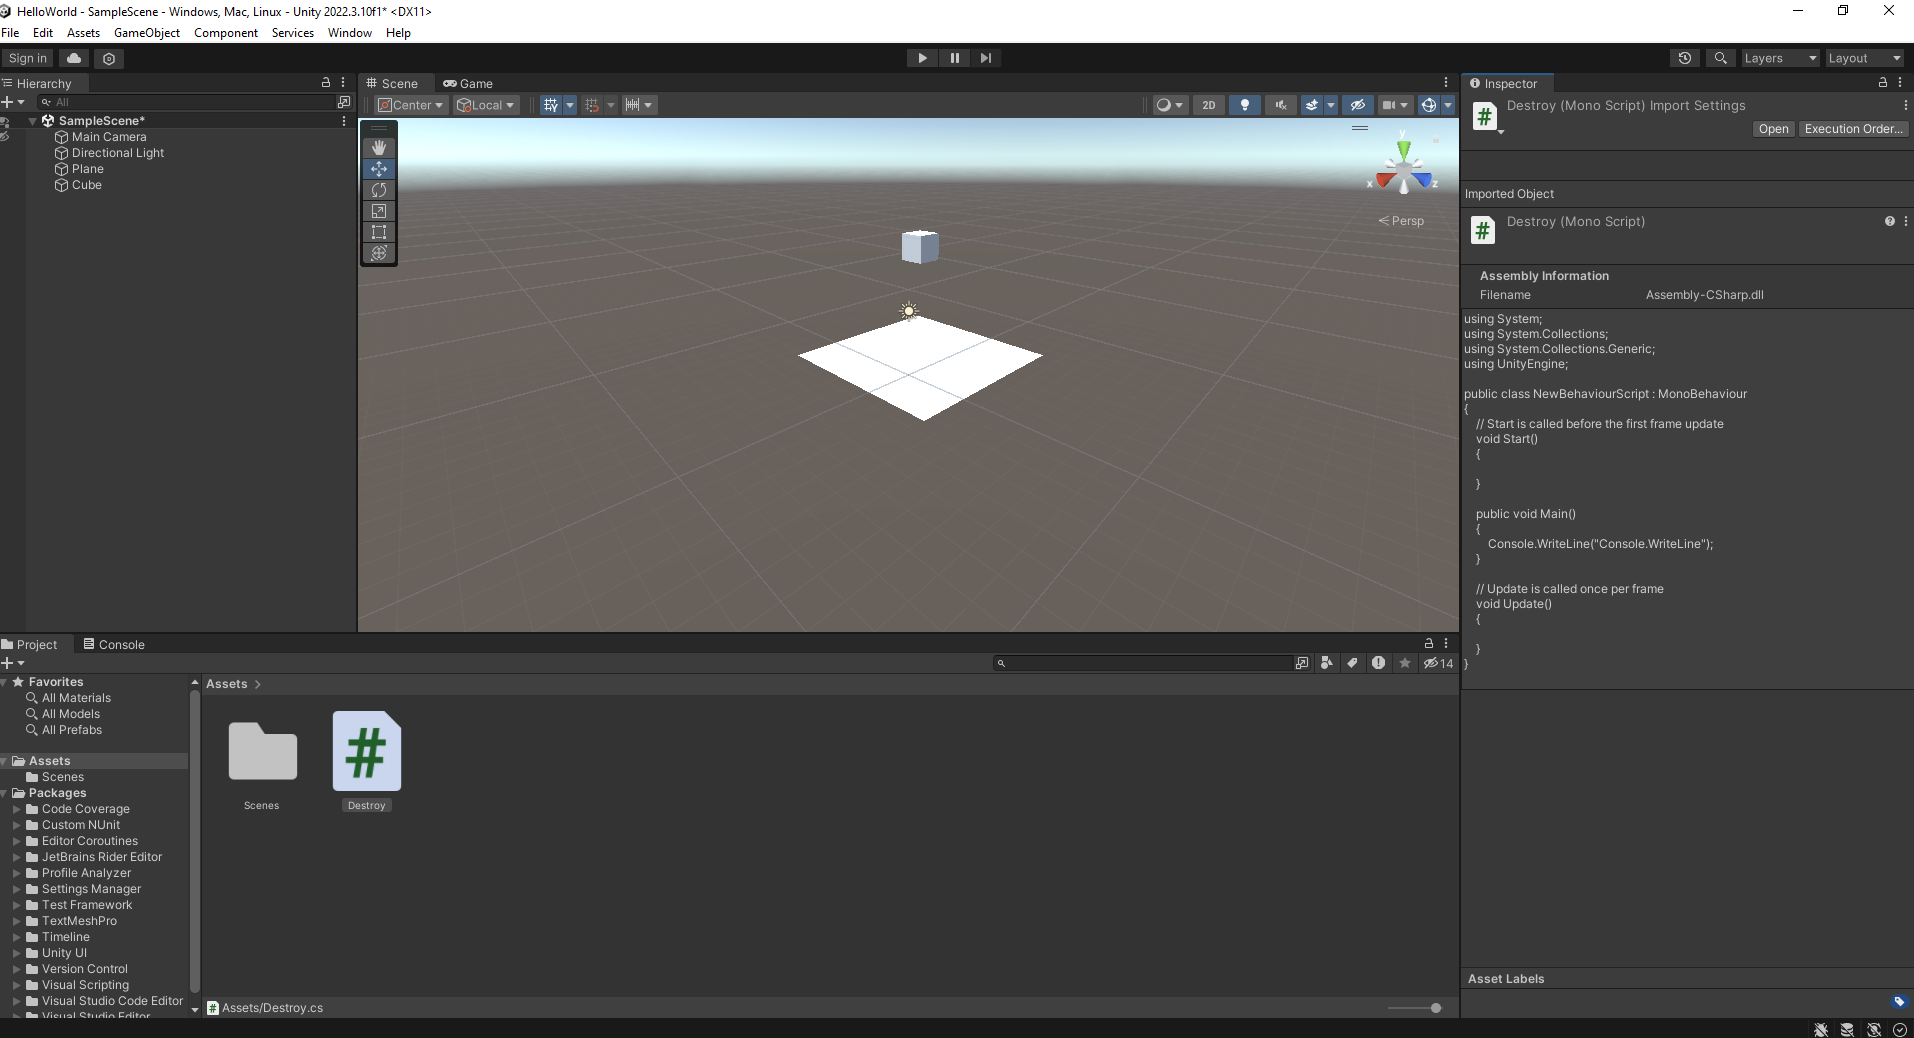 HelloWorld - SampleScene - Windows, Mac, Linux - Unity 2022.3.10f1* <DX11>
File Edit Assets GameObject Component Services Window Help
Sign in
Layers
Layout
Hierarchy
All
SampleScene*
Main Camera
Directional Light
Plane
Cube
Scene
Game
Center
Local
2D
y
x
z
Persp
Inspector
Destroy (Mono Script) Import Settings
Open
Execution Order...
Imported Object
Destroy (Mono Script)
Assembly Information
Filename Assembly-CSharp.dll
using System;
using System.Collections;
using System.Collections.Generic;
using UnityEngine;
public class NewBehaviourScript : MonoBehaviour
{
// Start is called before the first frame update
void Start()
{
}
public void Main()
{
Console.WriteLine("Console.WriteLine");
}
// Update is called once per frame
void Update()
{
}
}
Asset Labels
Project
Console
14
Favorites
All Materials
All Models
All Prefabs
Assets
Scenes
Packages
Code Coverage
Custom NUnit
Editor Coroutines
JetBrains Rider Editor
Profile Analyzer
Settings Manager
Test Framework
TextMeshPro
Timeline
Unity UI
Version Control
Visual Scripting
Visual Studio Code Editor
Visual Studio Editor
Assets >
Scenes
Destroy
Assets/Destroy.cs